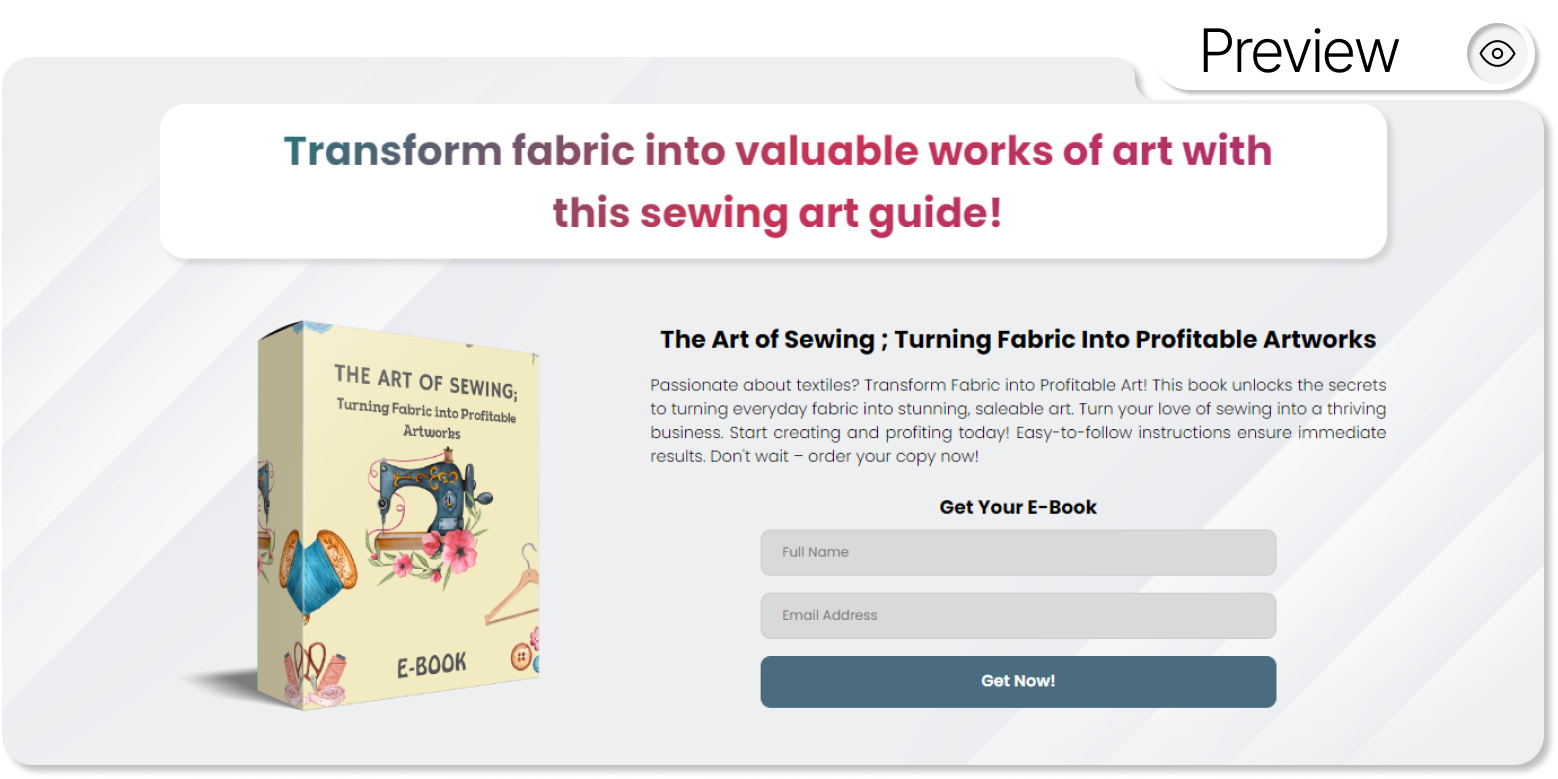 Preview
Transform fabric into valuable works of art with
this sewing art guide!
THE ART OF SEWING;
Turning Fabric into Profitable
Artworks
E-BOOK
The Art of Sewing ; Turning Fabric Into Profitable Artworks
Passionate about textiles? Transform Fabric into Profitable Art! This book unlocks the secrets
to turning everyday fabric into stunning, saleable art. Turn your love of sewing into a thriving
business. Start creating and profiting today! Easy-to-follow instructions ensure immediate
results. Don't wait – order your copy now!
Get Your E-Book
Full Name
Email Address
Get Now!